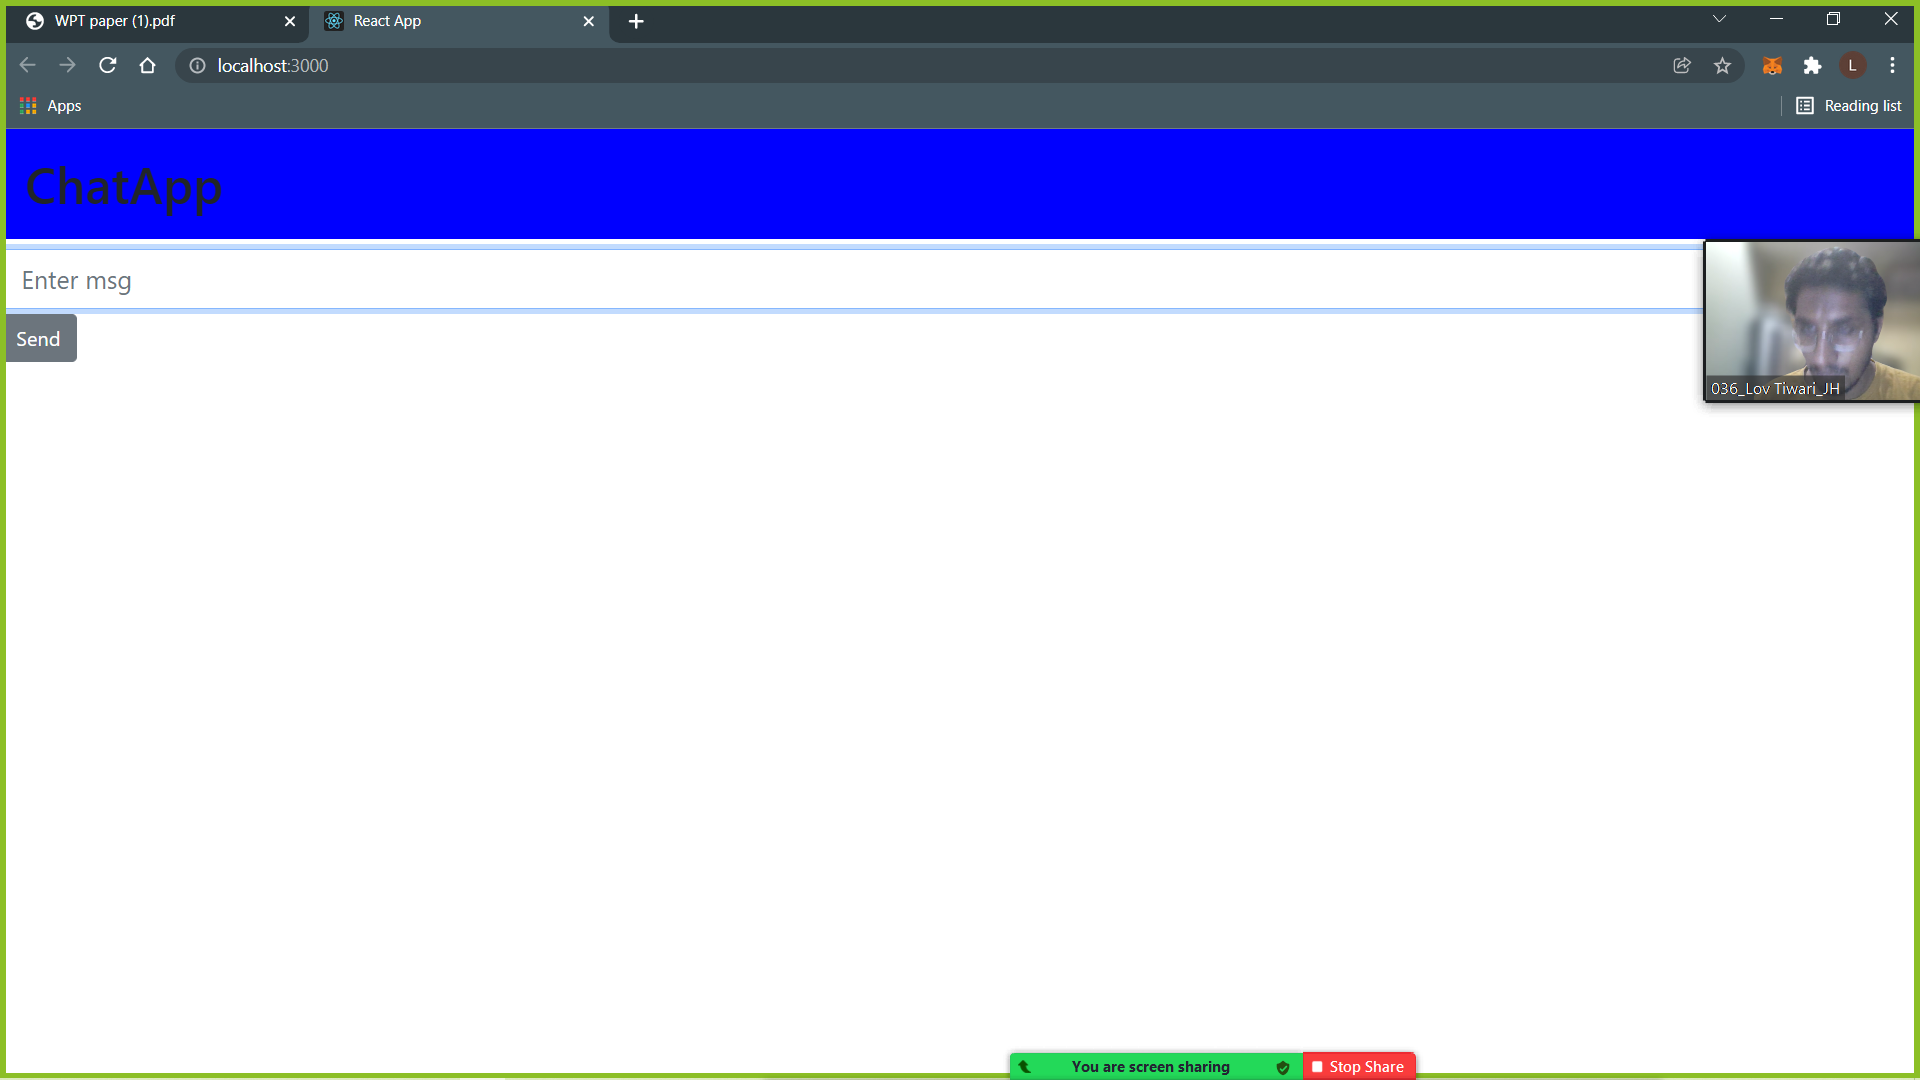 WPT paper (1).pdf
React App
localhost:3000
L
Apps
Reading list
ChatApp
Enter msg
Send
036_Lov Tiwari_JH
You are screen sharing
Stop Share